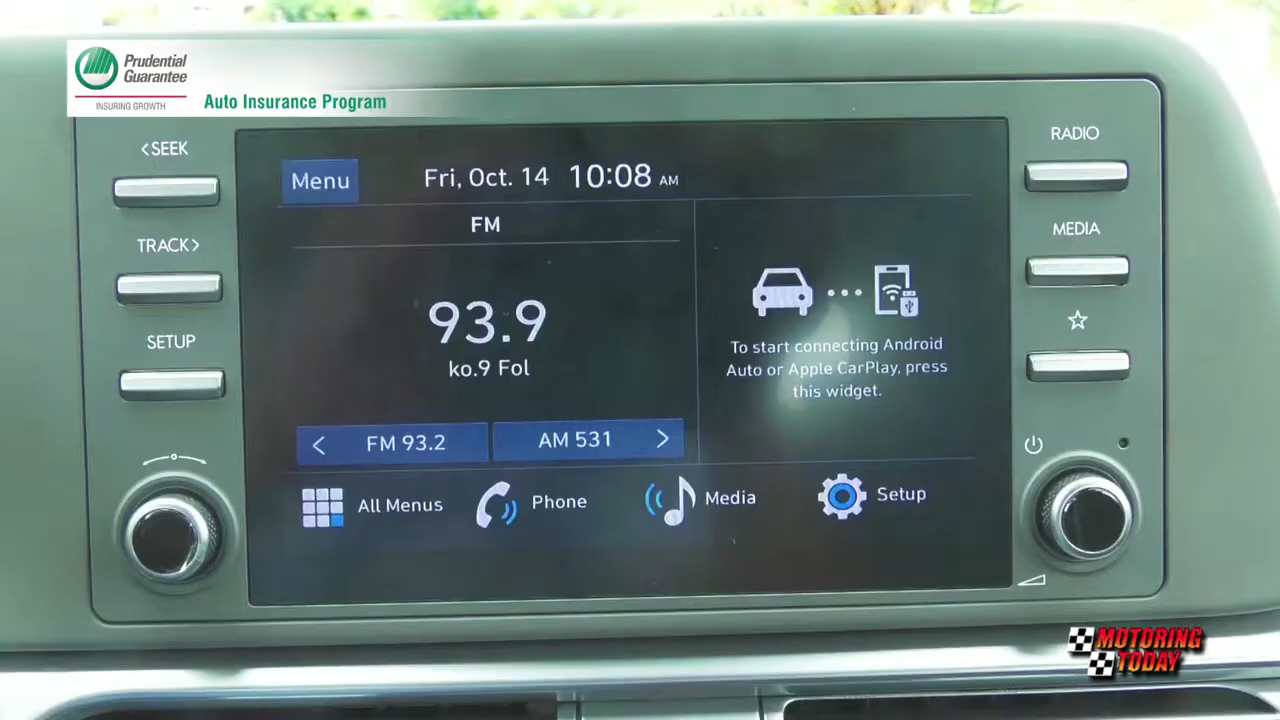 Prudential
Guarantee
INSURING GROWTH
Auto Insurance Program
<SEEK
TRACK>
SETUP
Menu
Fri, Oct. 14 10:08 AM
FM
93.9
ko.9 Fol
< FM 93.2
AM 531 >
To start connecting Android
Auto or Apple CarPlay, press
this widget.
All Menus
Phone
Media
Setup
RADIO
MEDIA
MOTORING
TODAY